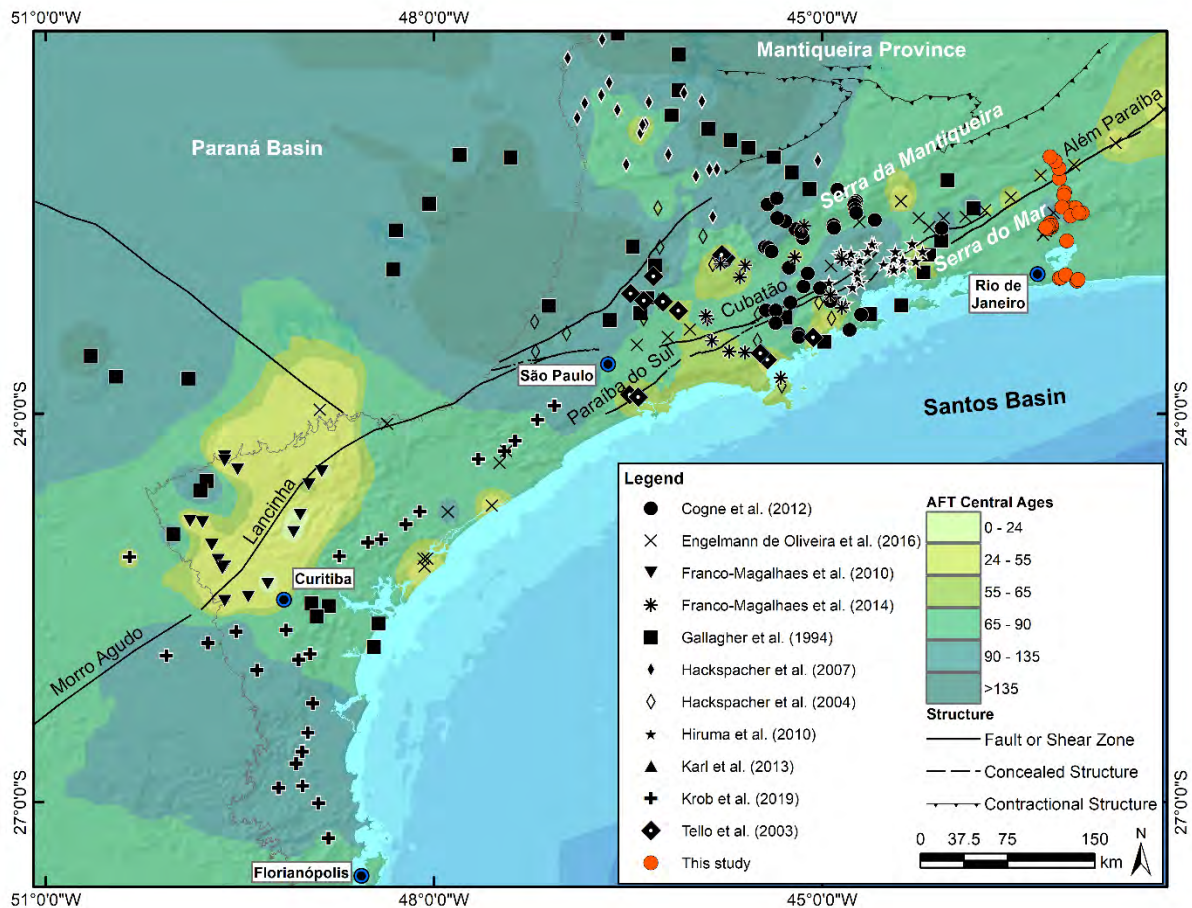 51°0'0"W
48°0'0"W
45°0'0"W
Mantiqueira Province
Paraná Basin
Além Paraíba
Serra da Mantiqueira
Serra do Mar
Rio de
Janeiro
Cubatão
São Paulo
Paraíba do Sul
24°0'0"S
24°0'0"S
Santos Basin
Lancinha
Curitiba
Morro Agudo
27°0'0"S
27°0'0"S
Florianópolis
Legend
Cogne et al. (2012)
Engelmann de Oliveira et al. (2016)
Franco-Magalhaes et al. (2010)
Franco-Magalhaes et al. (2014)
Gallagher et al. (1994)
Hackspacher et al. (2007)
Hackspacher et al. (2004)
Hiruma et al. (2010)
Karl et al. (2013)
Krob et al. (2019)
Tello et al. (2003)
This study
AFT Central Ages
0 - 24
24 - 55
55 - 65
65 - 90
90 - 135
>135
Structure
Fault or Shear Zone
Concealed Structure
Contractional Structure
0 37.5 75 150
km
N
51°0'0"W
48°0'0"W
45°0'0"W